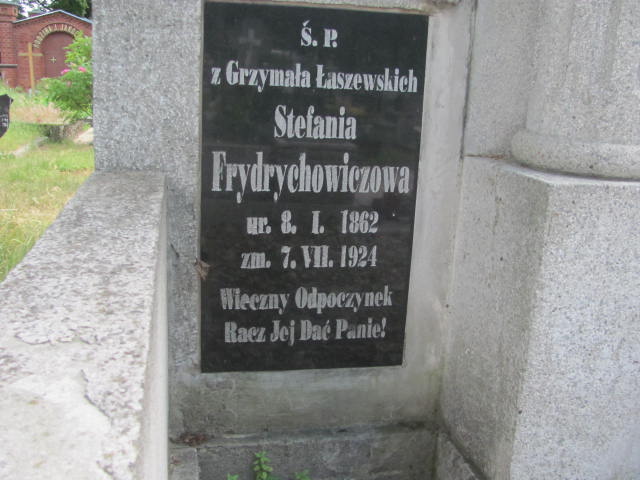 Ś. P.
z Grzymała Łaszewskich
Stefania
Frydrychowiczowa
ur. 8. I. 1862
zm. 7. VII. 1924
Wieczny Odpoczynek
Racz Jej Dać Panie!